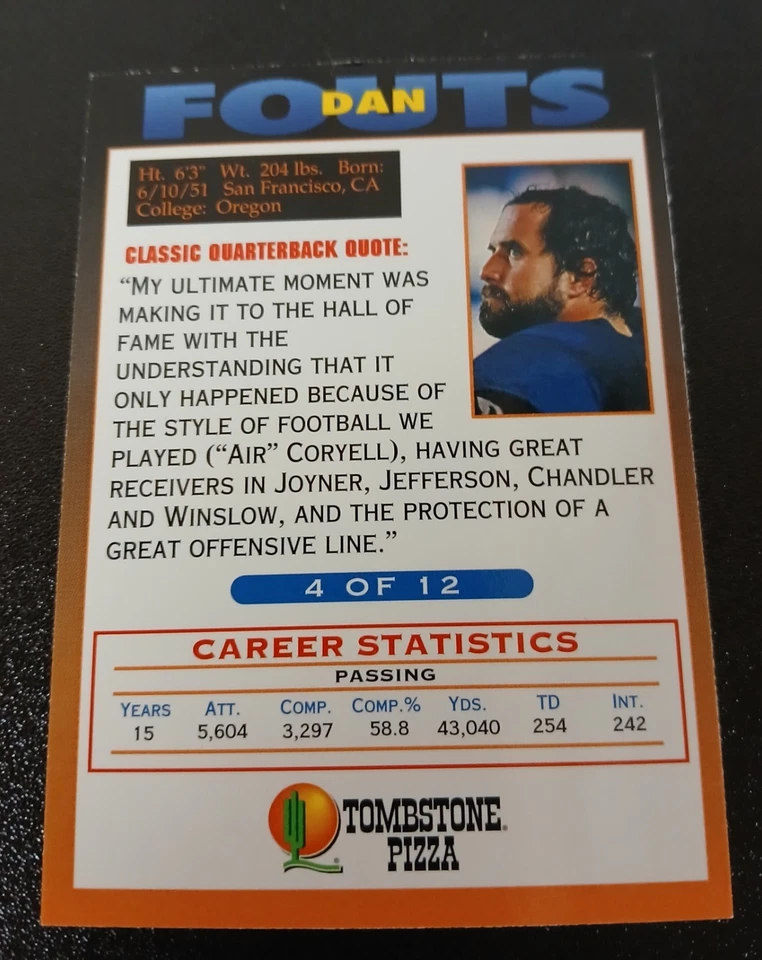 FOUTS
DAN
Ht. 6'3" Wt. 204 lbs. Born:
6/10/51 San Francisco, CA
College: Oregon
CLASSIC QUARTERBACK QUOTE:
“MY ULTIMATE MOMENT WAS
MAKING IT TO THE HALL OF
FAME WITH THE
UNDERSTANDING THAT IT
ONLY HAPPENED BECAUSE OF
THE STYLE OF FOOTBALL WE
PLAYED (“AIR” CORYELL), HAVING GREAT
RECEIVERS IN JOYNER, JEFFERSON, CHANDLER
AND WINSLOW, AND THE PROTECTION OF A
GREAT OFFENSIVE LINE.”
4 OF 12
CAREER STATISTICS
PASSING
YEARS ATT. COMP. COMP.% YDS. TD INT.
15 5,604 3,297 58.8 43,040 254 242
TOMBSTONE®
PIZZA